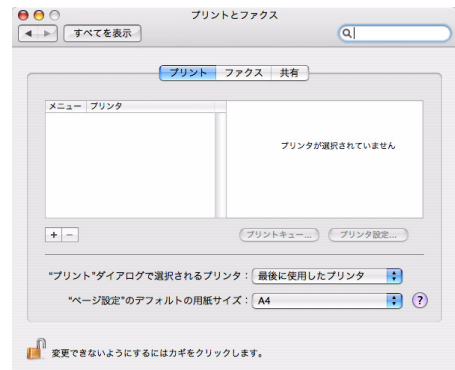 プリントとファクス
すべてを表示
プリント ファクス 共有
メニュー プリンタ
プリンタが選択されていません
+ −
プリントキュー... プリンタ設定...
"プリント"ダイアログで選択されるプリンタ： 最後に使用したプリンタ
"ページ設定"のデフォルトの用紙サイズ： A4 ?
変更できないようにするにはカギをクリックします。